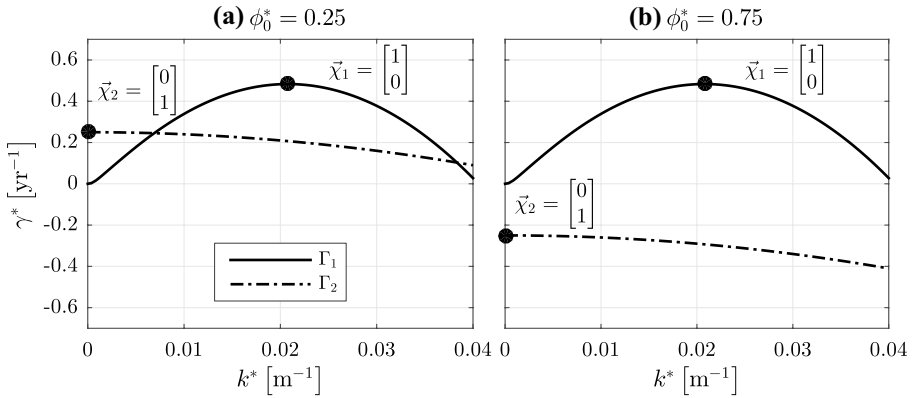 (a) ϕ₀* = 0.25
(b) ϕ₀* = 0.75
0.6
0.4
0.2
0
-0.2
-0.4
-0.6
γ* [yr⁻¹]
χ⃗₂ = [0 1]
χ⃗₁ = [1 0]
χ⃗₁ = [1 0]
χ⃗₂ = [0 1]
Γ₁
Γ₂
0 0.01 0.02 0.03 0.04
0 0.01 0.02 0.03 0.04
k* [m⁻¹]
k* [m⁻¹]